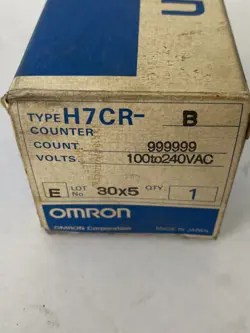 TYPE H7CR- B
COUNTER
COUNT. 999999
VOLTS 100to240VAC
E LOT No. 30x5 QTY. 1
OMRON
OMRON Corporation MADE IN JAPAN